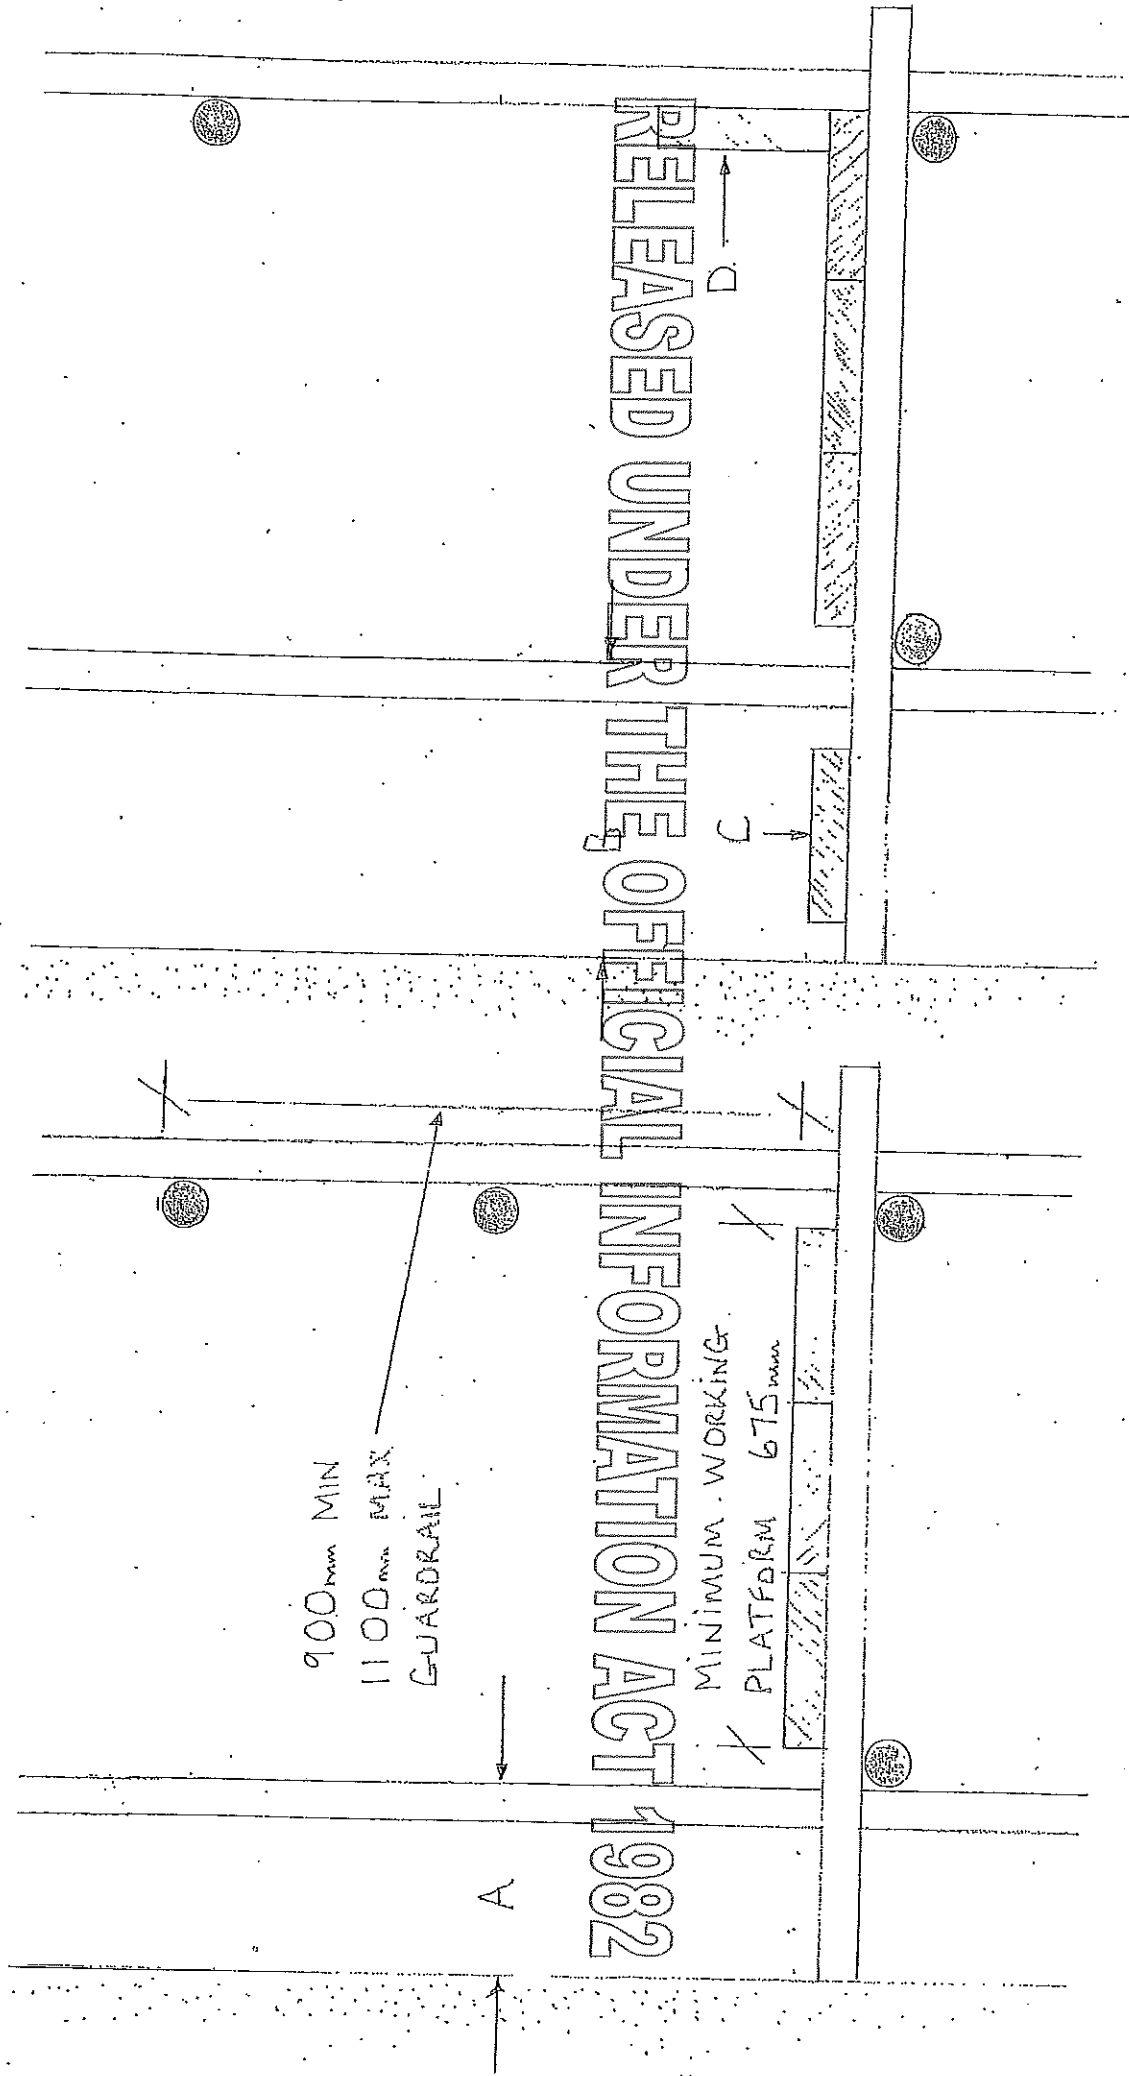 900mm MIN
1100mm MAX
GUARDRAIL
A
RELEASED UNDER THE OFFICIAL INFORMATION ACT 1982
MINIMUM WORKING
PLATFORM 675mm
B
C
D